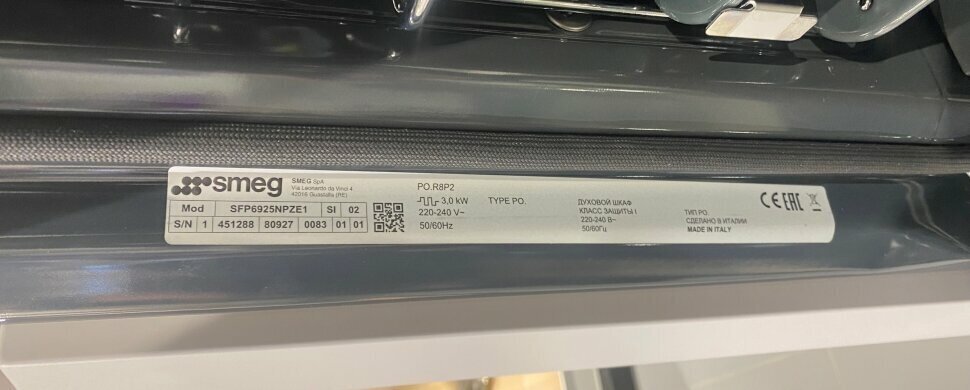 smeg
SMEG SpA
Via Leonardo da Vinci 4
42016 Guastalla (RE)
Mod SFP6925NPZE1 SI 02
S/N 1 451288 80927 0083 01 01
PO.R8P2
3,0 kW
220-240 V~
50/60Hz
TYPE PO.
ДУХОВОЙ ШКАФ
КЛАСС ЗАЩИТЫ I
220-240 В~
50/60Гц
ТИП PO.
СДЕЛАНО В ИТАЛИИ
MADE IN ITALY
CE EAC